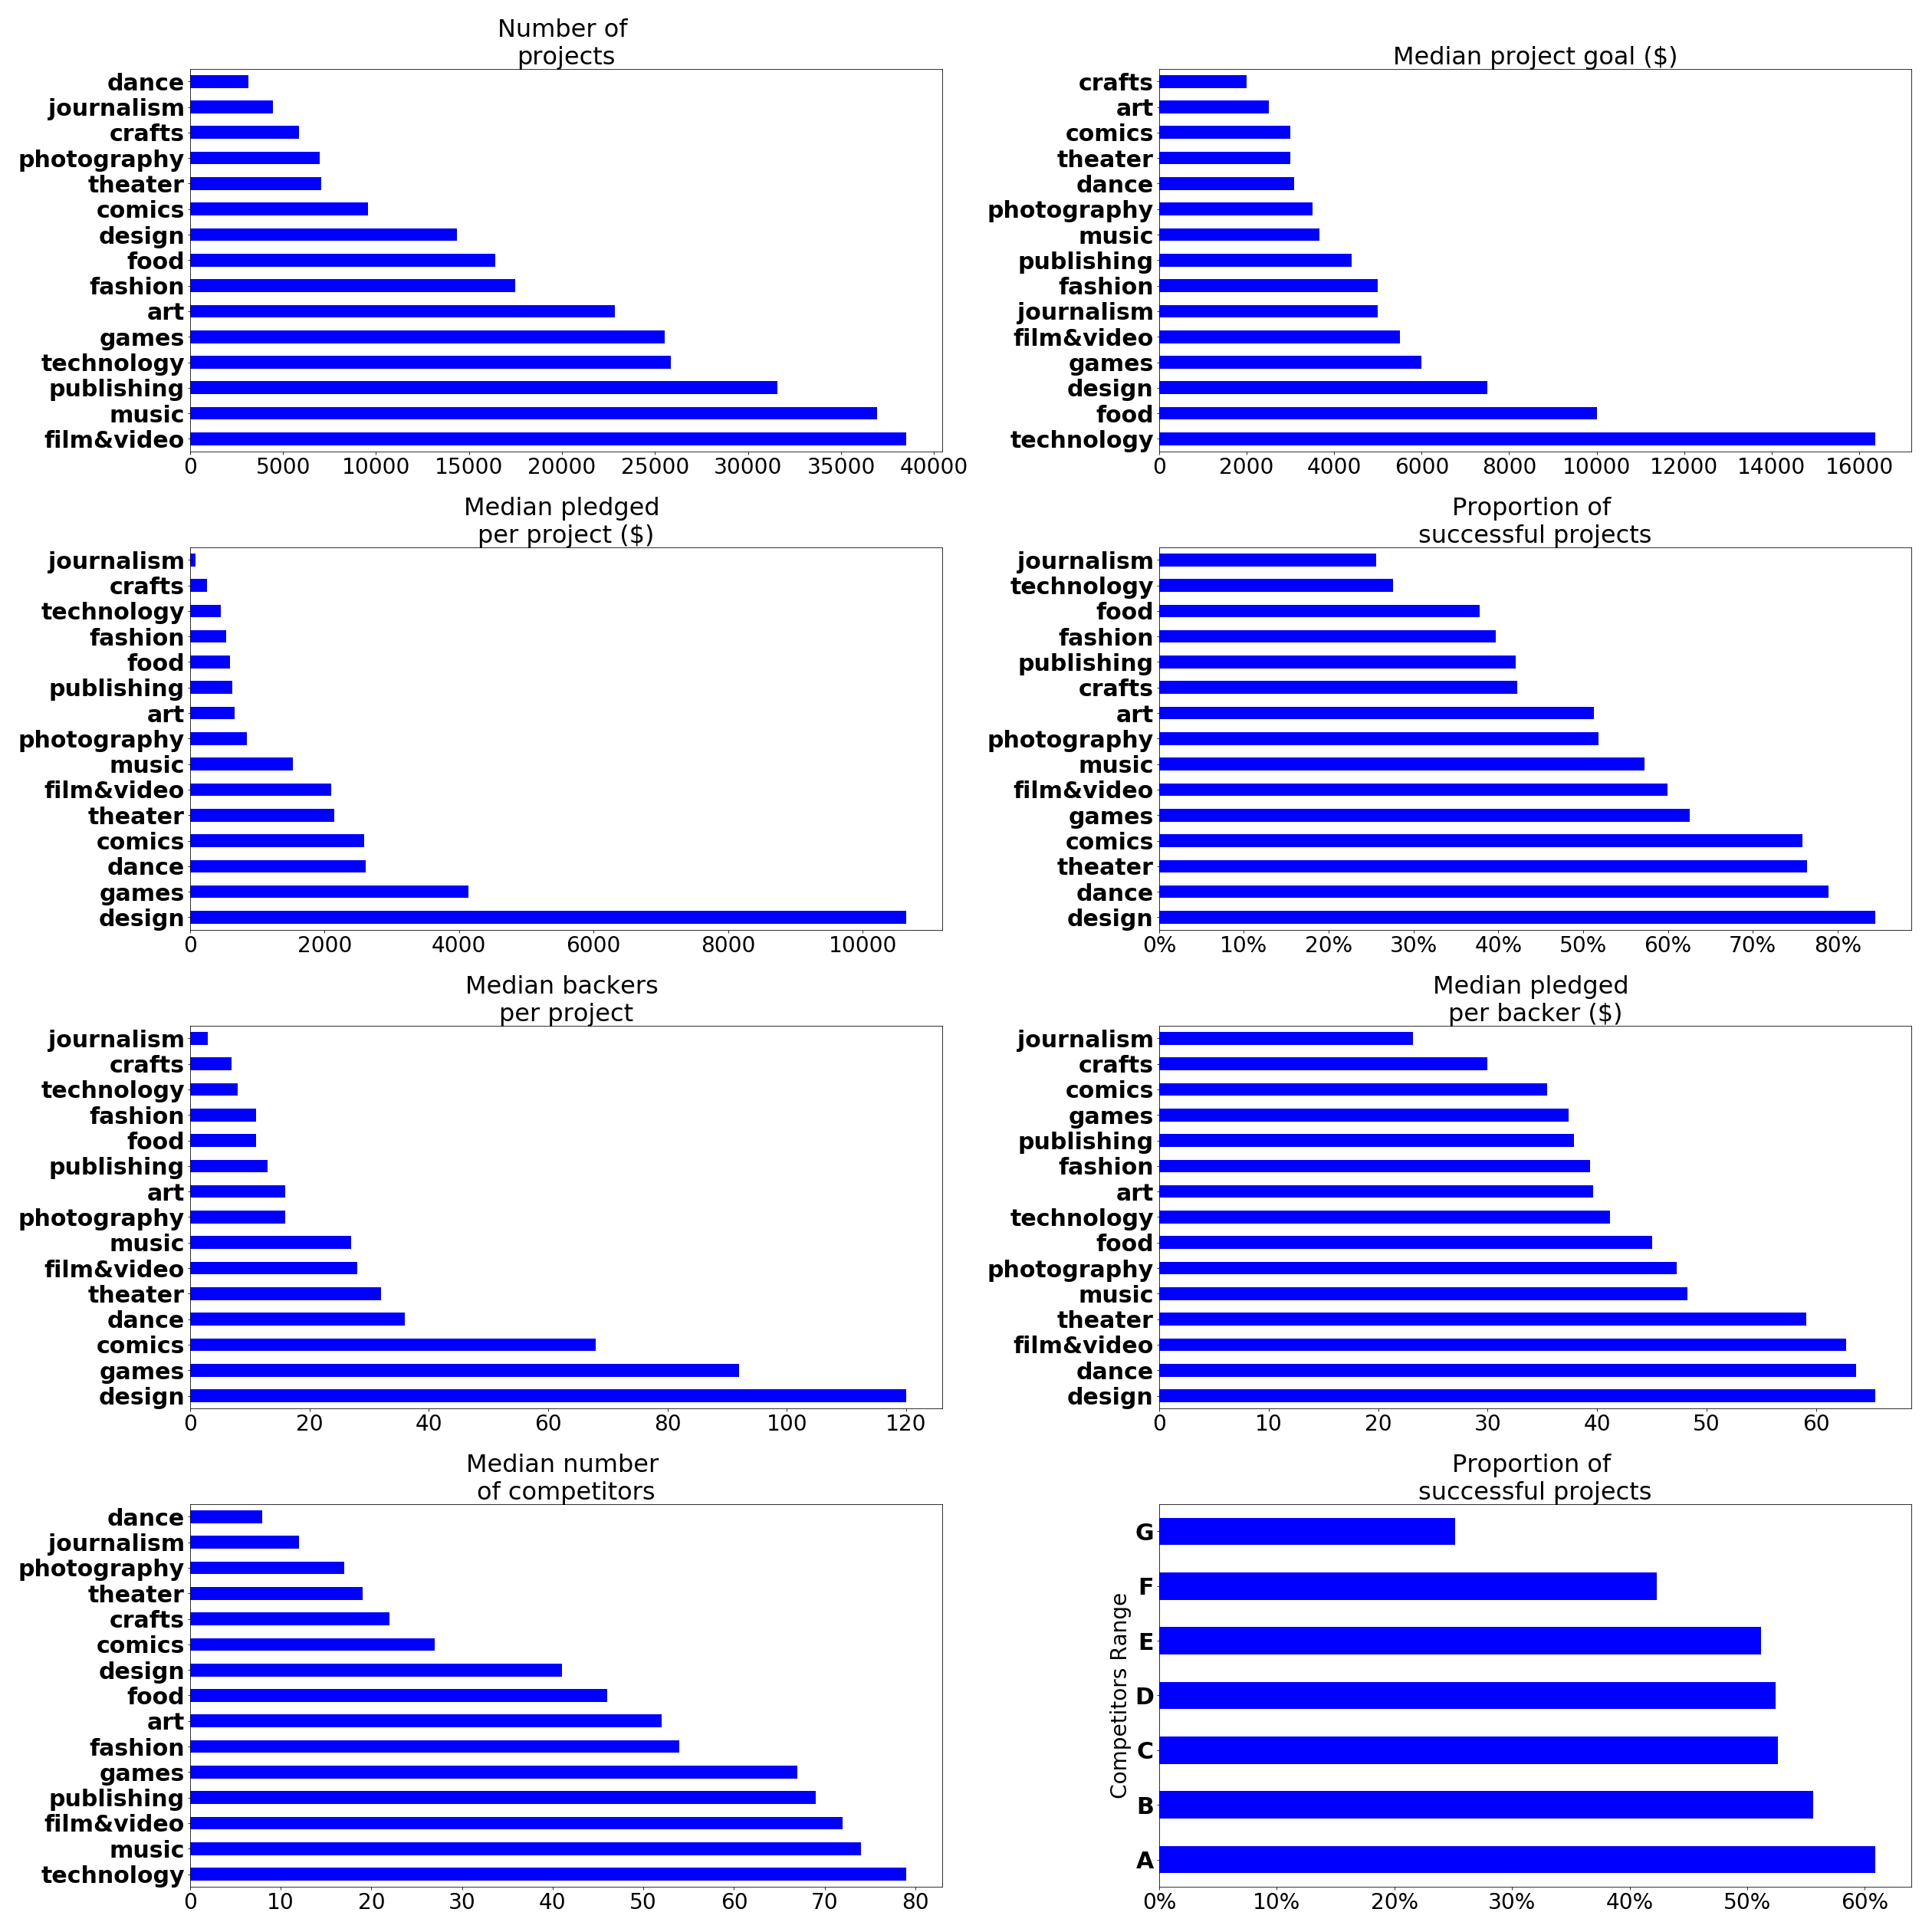 Number of
projects
dance
journalism
crafts
photography
theater
comics
design
food
fashion
art
games
technology
publishing
music
film&video
0 5000 10000 15000 20000 25000 30000 35000 40000
Median project goal ($)
crafts
art
comics
theater
dance
photography
music
publishing
fashion
journalism
film&video
games
design
food
technology
0 2000 4000 6000 8000 10000 12000 14000 16000
Median pledged
per project ($)
journalism
crafts
technology
fashion
food
publishing
art
photography
music
film&video
theater
comics
dance
games
design
0 2000 4000 6000 8000 10000
Proportion of
successful projects
journalism
technology
food
fashion
publishing
crafts
art
photography
music
film&video
games
comics
theater
dance
design
0% 10% 20% 30% 40% 50% 60% 70% 80%
Median backers
per project
journalism
crafts
technology
fashion
food
publishing
art
photography
music
film&video
theater
dance
comics
games
design
0 20 40 60 80 100 120
Median pledged
per backer ($)
journalism
crafts
comics
games
publishing
fashion
art
technology
food
photography
music
theater
film&video
dance
design
0 10 20 30 40 50 60
Median number
of competitors
dance
journalism
photography
theater
crafts
comics
design
food
art
fashion
games
publishing
film&video
music
technology
0 10 20 30 40 50 60 70 80
Proportion of
successful projects
Competitors Range
G
F
E
D
C
B
A
0% 10% 20% 30% 40% 50% 60%